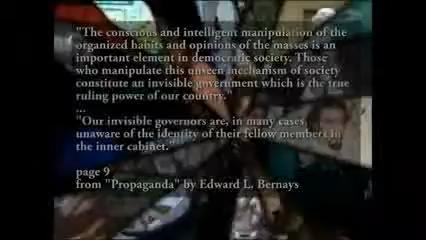 "The conscious and intelligent manipulation of the
organized habits and opinions of the masses is an
important element in democratic society. Those
who manipulate this unseen mechanism of society
constitute an invisible government which is the true
ruling power of our country."
...
"Our invisible governors are, in many cases
unaware of the identity of their fellow members in
the inner cabinet."
page 9
from "Propaganda" by Edward L. Bernays